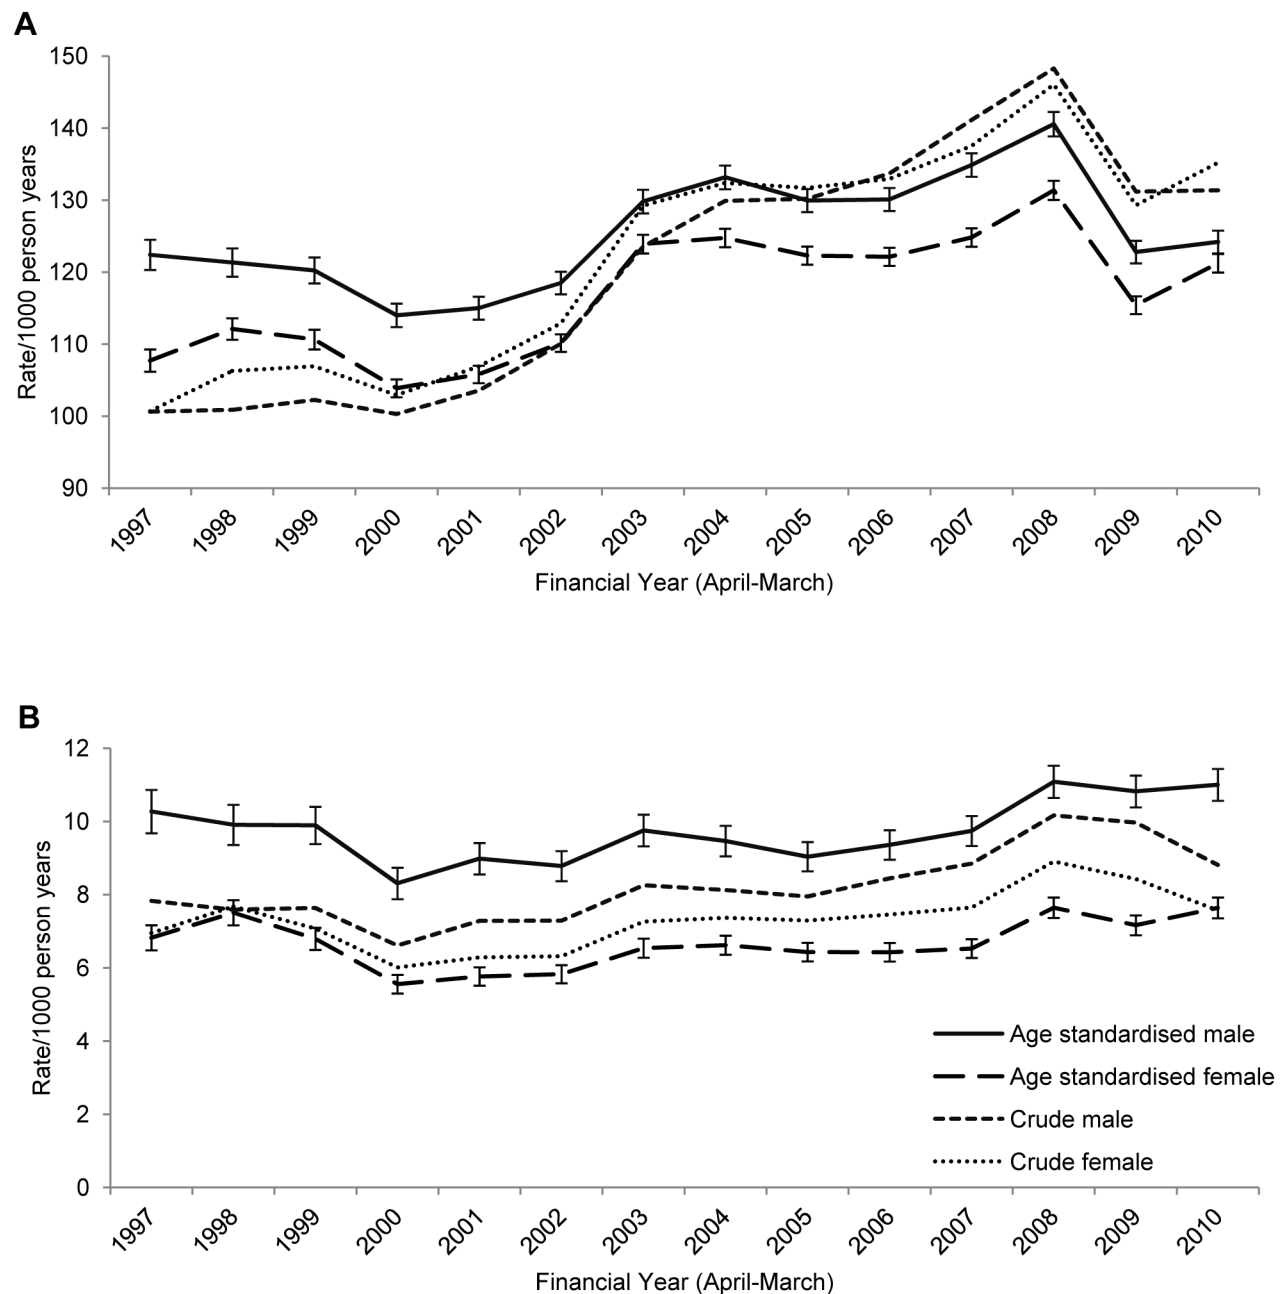 A
150
140
130
120
110
100
90
Rate/1000 person years
1997 1998 1999 2000 2001 2002 2003 2004 2005 2006 2007 2008 2009 2010
Financial Year (April-March)
B
12
10
8
6
4
2
0
Rate/1000 person years
Age standardised male
Age standardised female
Crude male
Crude female
1997 1998 1999 2000 2001 2002 2003 2004 2005 2006 2007 2008 2009 2010
Financial Year (April-March)